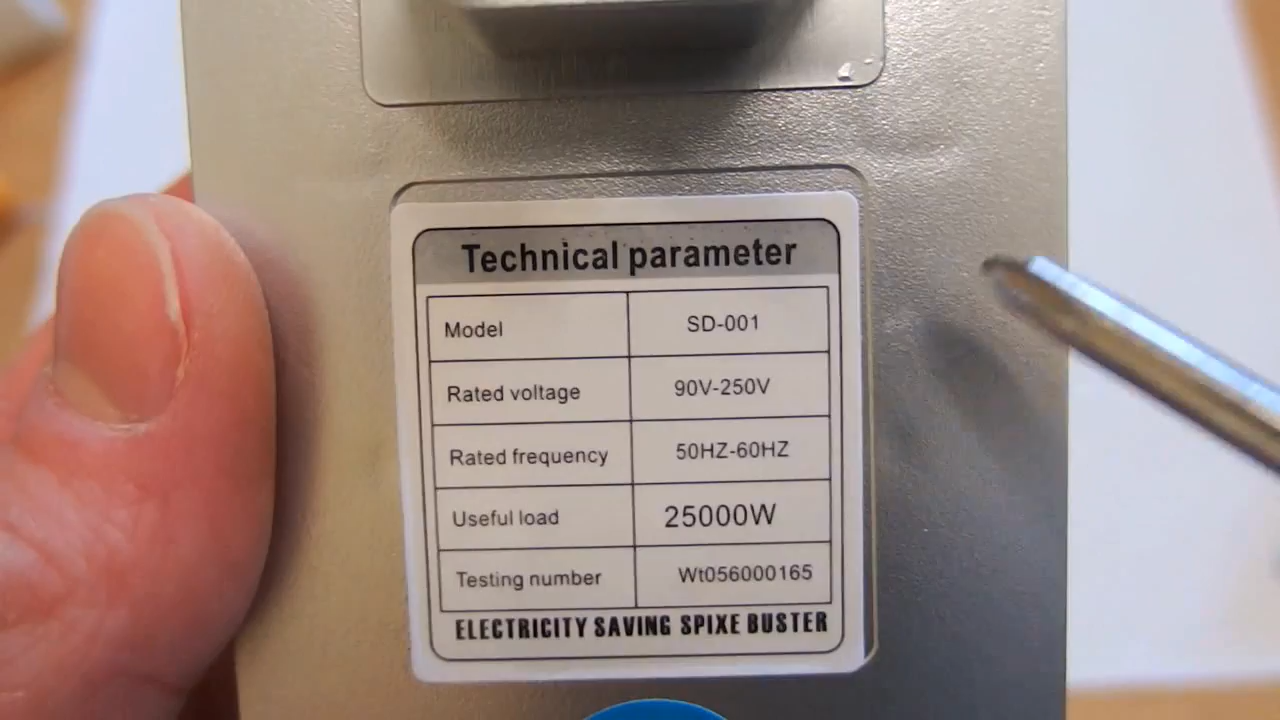 Technical parameter
Model SD-001
Rated voltage 90V-250V
Rated frequency 50HZ-60HZ
Useful load 25000W
Testing number Wt056000165
ELECTRICITY SAVING SPIXE BUSTER